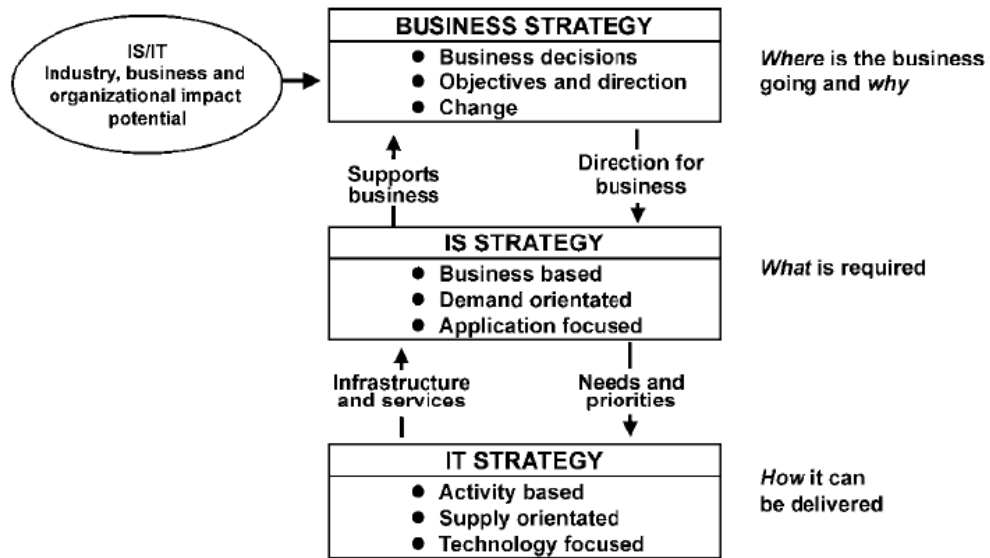 IS/IT
Industry, business and
organizational impact
potential
BUSINESS STRATEGY
● Business decisions
● Objectives and direction
● Change
Where is the business
going and why
Supports
business
Direction for
business
IS STRATEGY
● Business based
● Demand orientated
● Application focused
What is required
Infrastructure
and services
Needs and
priorities
IT STRATEGY
● Activity based
● Supply orientated
● Technology focused
How it can
be delivered